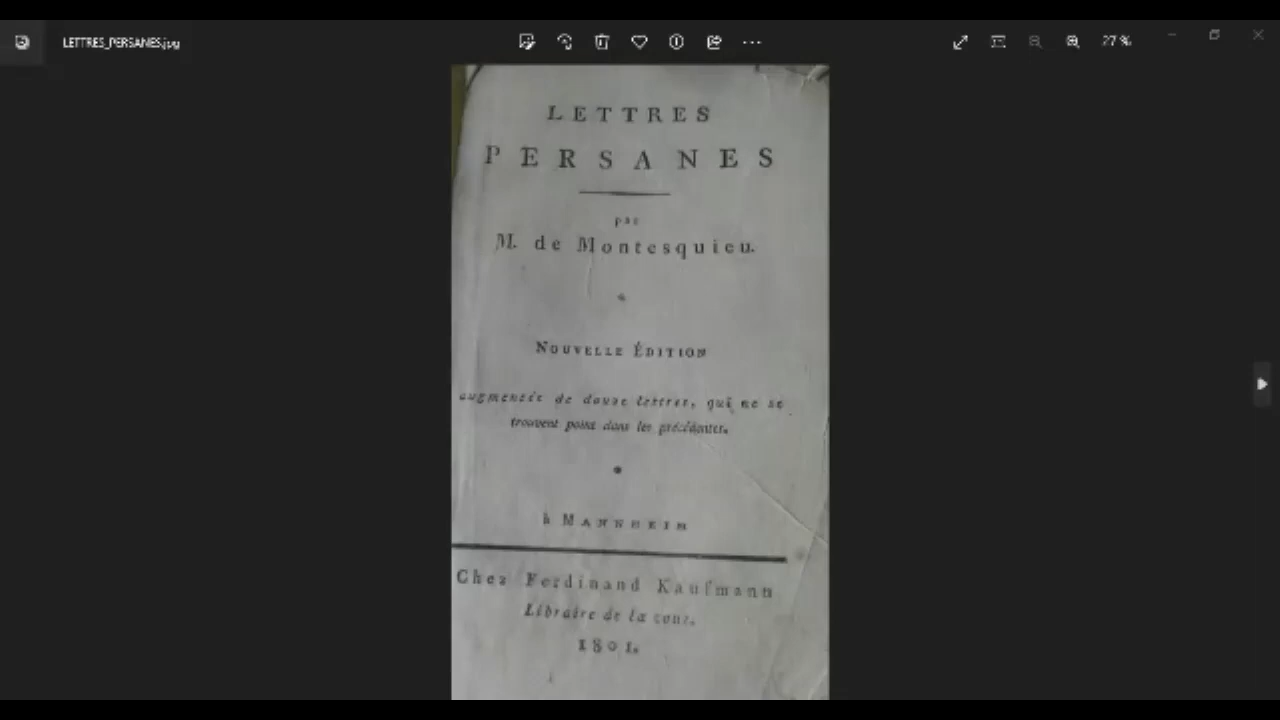 LETTRES_PERSANES.jpg
27 %
LETTRES
PERSANES
par
M. de Montesquieu.
NOUVELLE ÉDITION
augmentée de douze lettres, qui ne se
trouvent point dans les précédentes.
à MANNHEIM
Chez Ferdinand Kaufmann
Libraire de la cour.
1801.